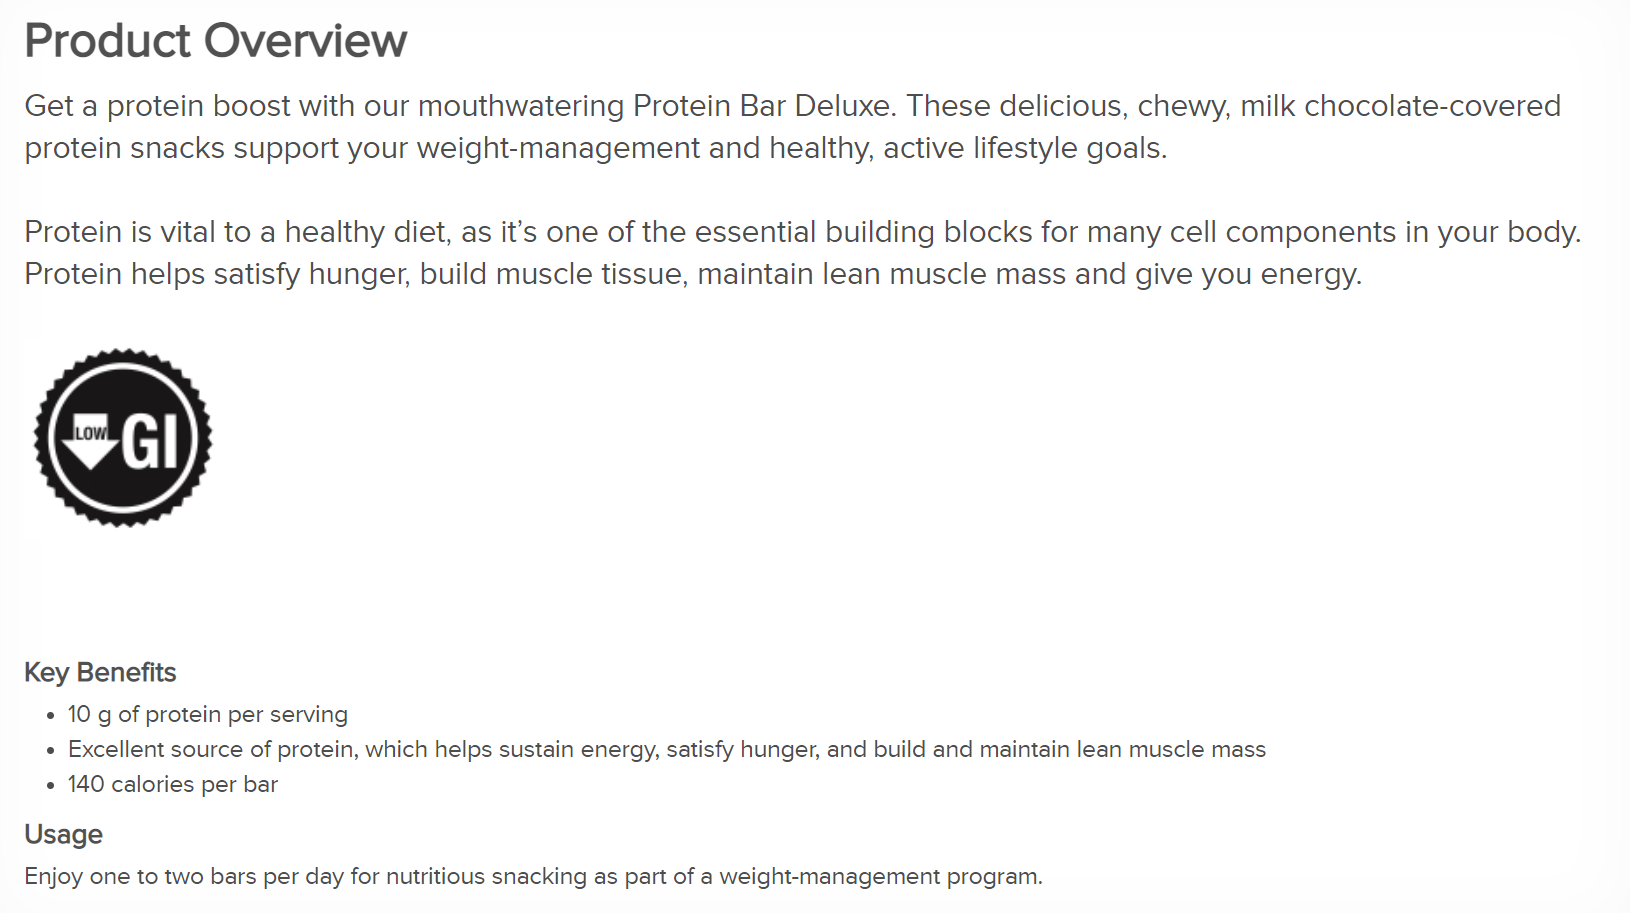 Product Overview
Get a protein boost with our mouthwatering Protein Bar Deluxe. These delicious, chewy, milk chocolate-covered
protein snacks support your weight-management and healthy, active lifestyle goals.
Protein is vital to a healthy diet, as it’s one of the essential building blocks for many cell components in your body.
Protein helps satisfy hunger, build muscle tissue, maintain lean muscle mass and give you energy.
LOW GI
Key Benefits
• 10 g of protein per serving
• Excellent source of protein, which helps sustain energy, satisfy hunger, and build and maintain lean muscle mass
• 140 calories per bar
Usage
Enjoy one to two bars per day for nutritious snacking as part of a weight-management program.